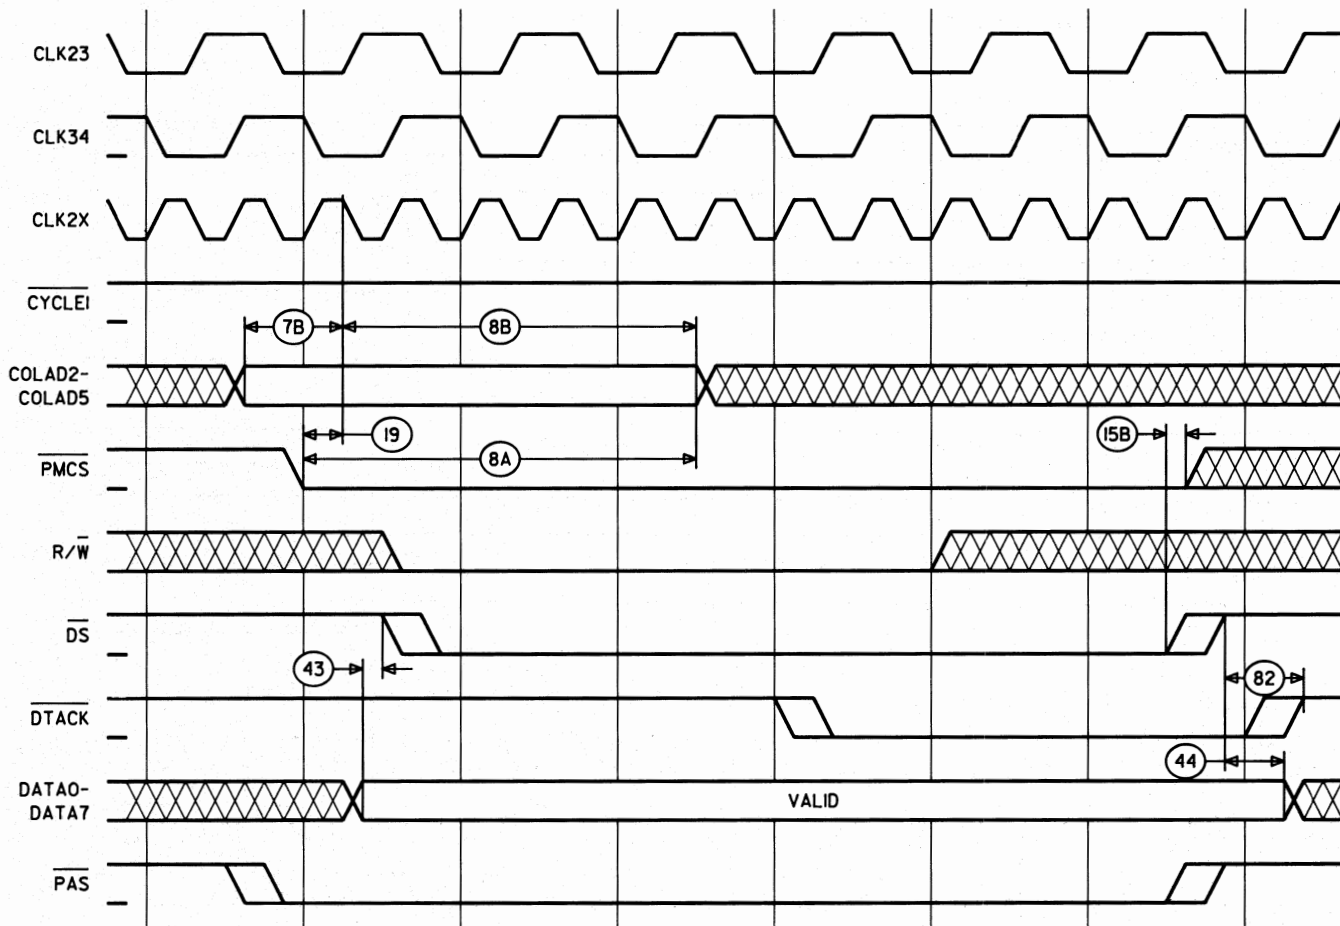 CLK23
CLK34
CLK2X
CYCLE1
7B
8B
COLAD2-
COLAD5
19
15B
PMCS
8A
R/W
DS
43
82
DTACK
44
DATA0-
DATA7
VALID
PAS